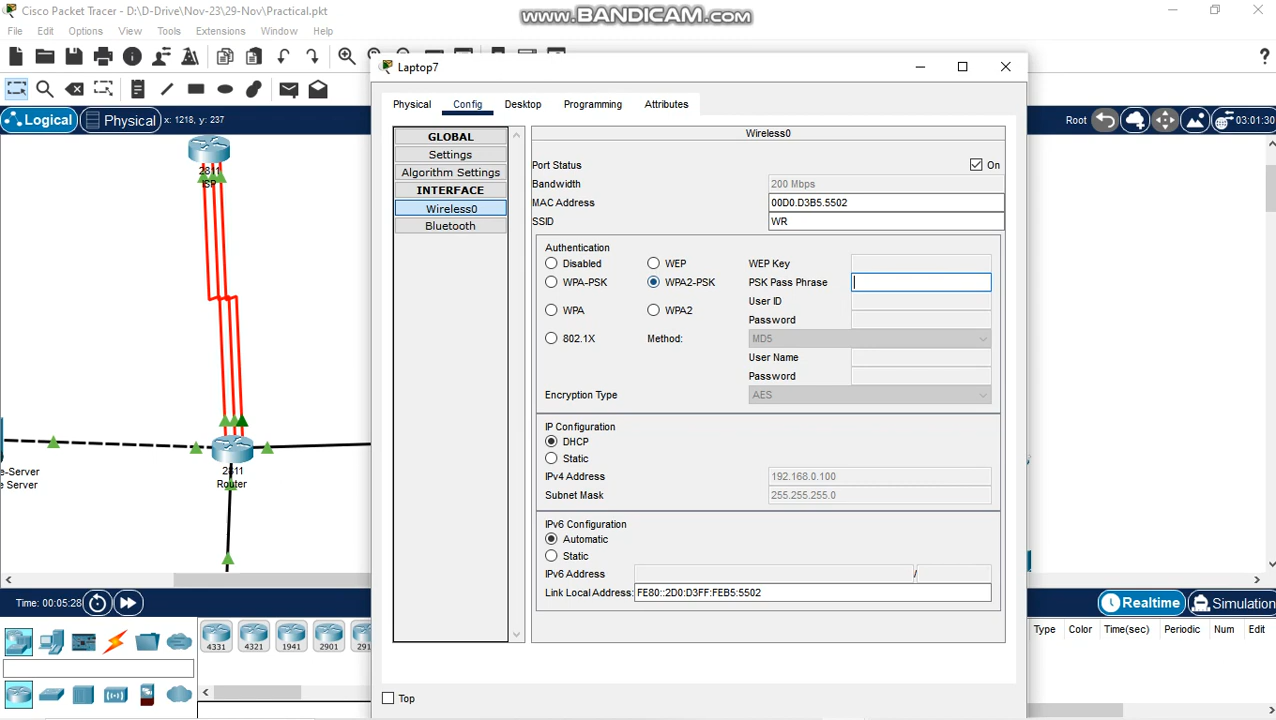 Cisco Packet Tracer - D:\D-Drive\Nov-23\29-Nov\Practical.pkt
www.BANDICAM.com
File Edit Options View Tools Extensions Window Help
Laptop7
Logical Physical x: 1218, y: 237
Root 03:01:30
Physical Config Desktop Programming Attributes
GLOBAL
Settings
Algorithm Settings
INTERFACE
Wireless0
Bluetooth
Wireless0
Port Status On
Bandwidth 200 Mbps
MAC Address 00D0.D3B5.5502
SSID WR
Authentication
Disabled WEP WEP Key
WPA-PSK WPA2-PSK PSK Pass Phrase
User ID
WPA WPA2
Password
802.1X Method: MD5
User Name
Password
Encryption Type AES
IP Configuration
DHCP
Static
IPv4 Address 192.168.0.100
Subnet Mask 255.255.255.0
IPv6 Configuration
Automatic
Static
IPv6 Address /
Link Local Address: FE80::2D0:D3FF:FEB5:5502
Top
2811
ISP
2811
Router
e-Server
e Server
Time: 00:05:28
Realtime Simulation
4331 4321 1941 2901 291
Type Color Time(sec) Periodic Num Edit